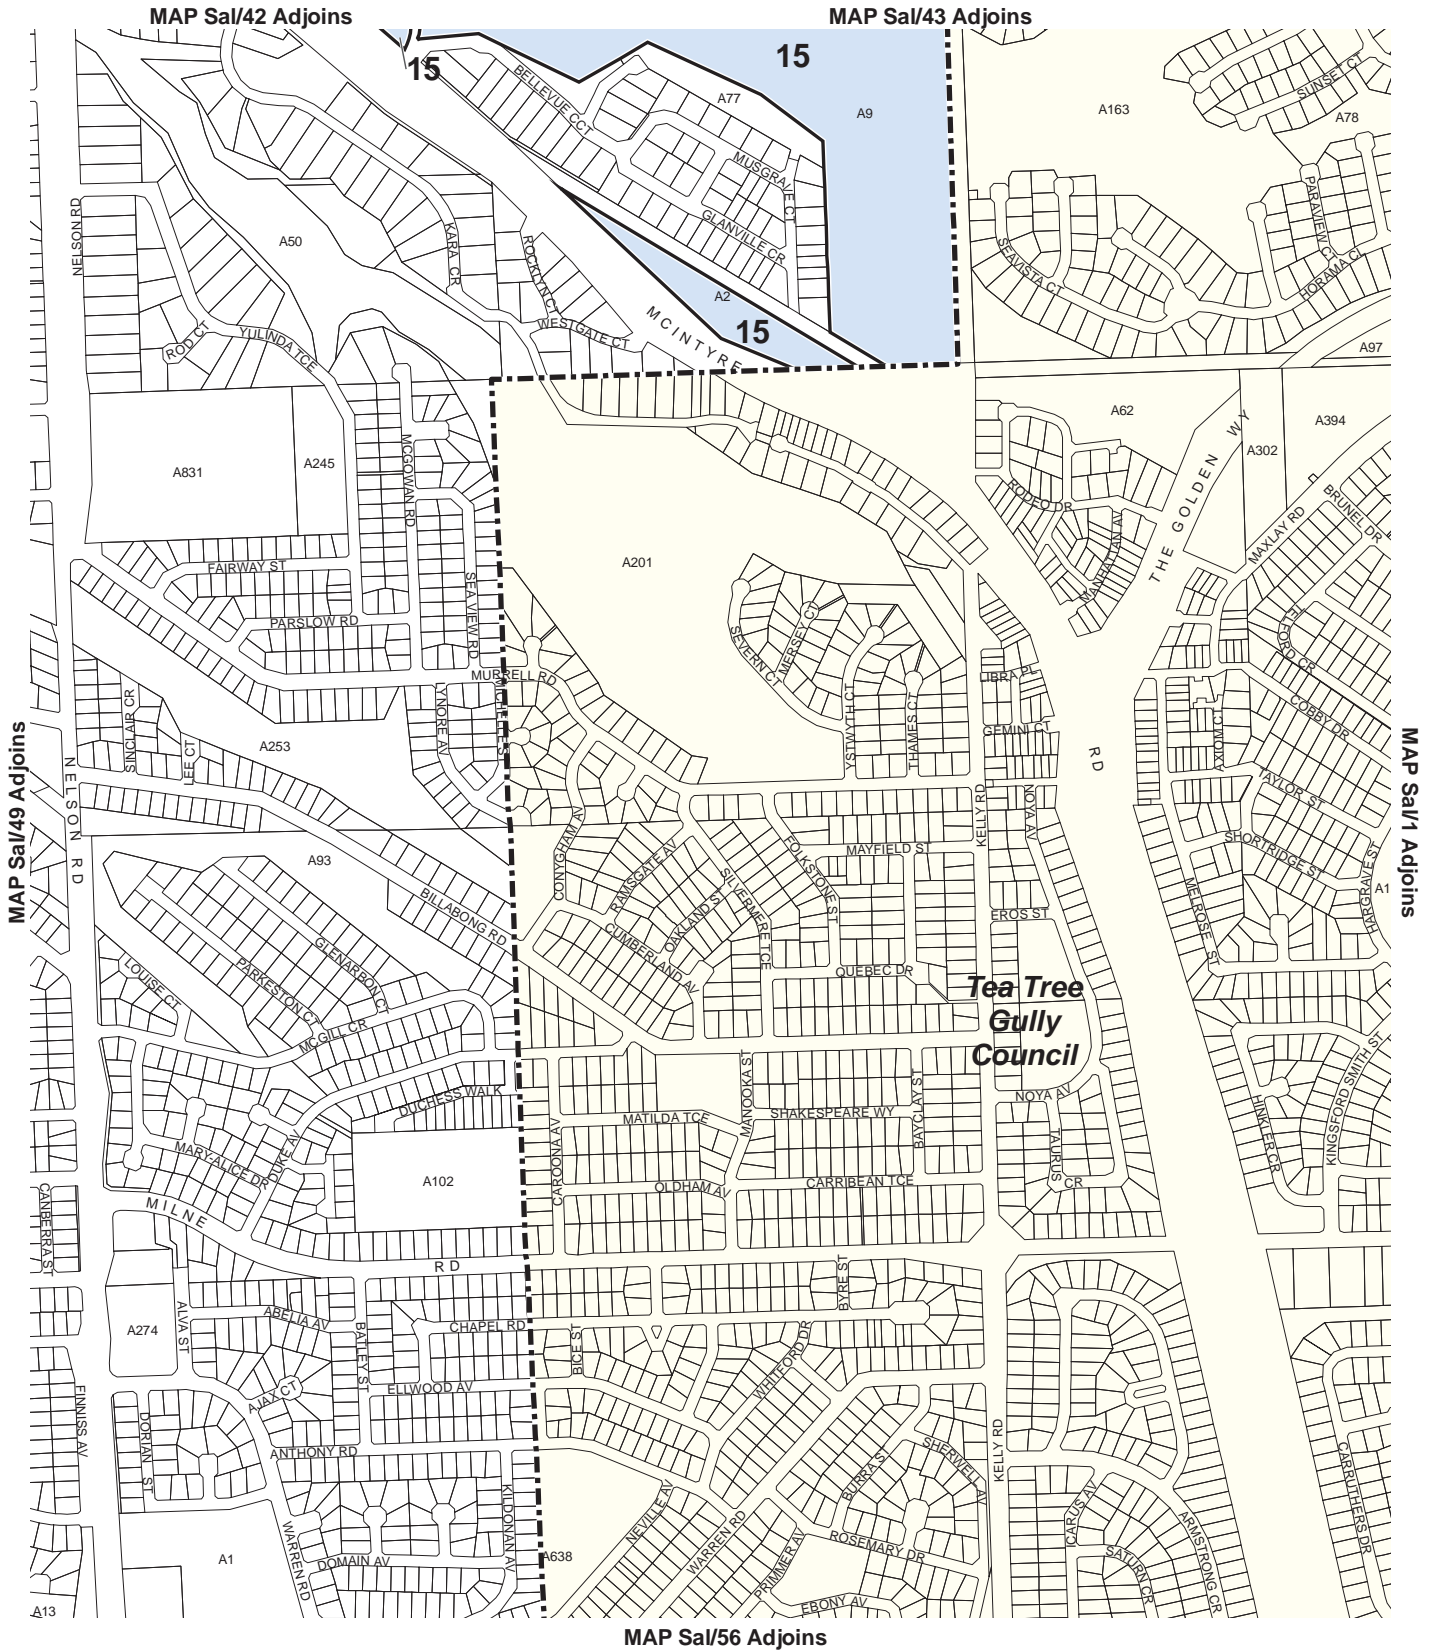 MAP Sal/42 Adjoins
MAP Sal/43 Adjoins
15
15
BELLEVUE CCT
A77
A9
A163
SUNSET CT
A78
MUSGRAVE CT
NELSON RD
PARAVIEW CT
A50
KARA CR
ROCKLYN CT
GLANVILLE CR
SEAVISTA CT
HORAMA CT
A2
15
WESTGATE CT
MCINTYRE
ROD CT
YULINDA TCE
A97
A62
A394
THE GOLDEN WY
A302
A831
A245
MCGOWAN RD
RODEO DR
BRUNEL DR
MAXLAY RD
MANHATTAN AV
A201
FAIRWAY ST
SEAVIEW RD
PARSLOW RD
SEVERN CT
MERSEY CT
TELFORD CR
MURRELL RD
LIBRA PL
SINCLAIR CR
LYNORE AV
MICHELLE ST
YSTWYTH CT
THAMES CT
COBBY DR
GEMINI CT
AXIOM CT
MAP Sal/49 Adjoins
MAP Sal/1 Adjoins
A253
LEE CT
RD
NELSON RD
TAYLOR ST
KELLY RD
NOYA AV
CONYGHAM AV
FOLKSTONE ST
MAYFIELD ST
SHORTRIDGE ST
A93
RAMSGATE AV
HARGRAVE ST
A1
SILVERMERE TCE
OAKLAND ST
BILLABONG RD
MELROSE ST
EROS ST
CUMBERLAND AV
GLENARBON CT
LOUISE CT
PARKESTON CT
QUEBEC DR
Tea Tree
Gully
Council
MCGILL CR
MANOOKA ST
BAYCLAY ST
KINGSFORD SMITH ST
DUCHESS WALK
NOYA AV
HINKLER CR
MATILDA TCE
SHAKESPEARE WY
CAROONA AV
DUKE AV
MARY-ALICE DR
TAURUS CR
A102
CANBERRA ST
OLDHAM AV
CARRIBEAN TCE
MILNE
RD
BYRE ST
ALVA ST
ABELIA AV
A274
BATLEY ST
CHAPEL RD
BICE ST
WHITFORD DR
AJAX CT
ELLWOOD AV
FINNISS AV
DORIAN ST
ANTHONY RD
KELLY RD
SHERWELL AV
CARRUTHERS DR
BURRA ST
KILDONAN AV
NEVILLE AV
WARREN RD
ICARUS AV
ARMSTRONG CR
WARREN RD
A1
DOMAIN AV
A638
PRIMMER AV
ROSEMARY DR
SATURN CR
A13
EBONY AV
MAP Sal/56 Adjoins